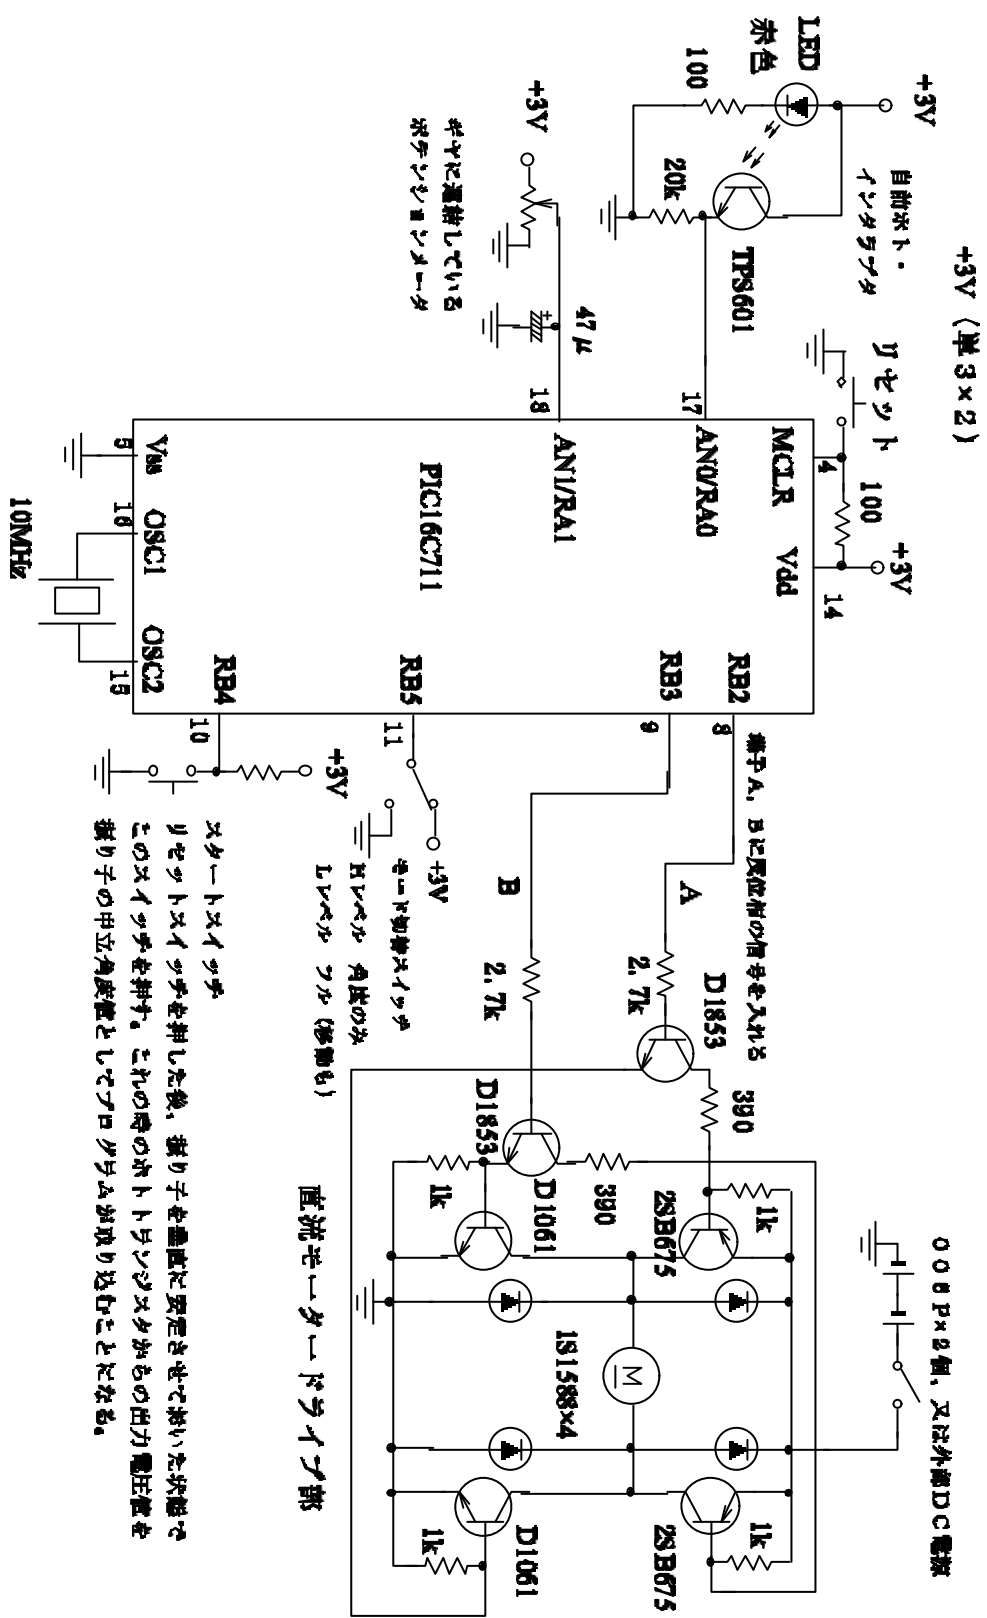 +3V（単3×2）
LED
赤色
100
+3V
自前ホト・
インタラプタ
20k
TPS601
+3V
ギヤに連結している
ポテンションメータ
47μ
+
リセット
100
+3V
4
14
17
18
MCLR
Vdd
AN0/RA0
AN1/RA1
PIC16C711
Vss
5
OSC1
16
OSC2
15
10MHz
RB4
10
RB5
11
RB3
9
RB2
8
+3V
スタートスイッチ
リセットスイッチを押した後、振り子を垂直に安定させておいた状態で
このスイッチを押す。これの時のホトトランジスタからの出力電圧値を
振り子の中立角度値としてプログラムが取り込むことになる。
+3V
モード切替スイッチ
Hレベル 角度のみ
Lレベル フル（移動も）
端子A, Bに反位相の信号を入れる
A
B
2.7k
2.7k
D1853
D1853
390
390
1k
1k
1k
1k
2SB675
2SB675
D1061
D1061
1S1588×4
M
直流モータードライブ部
006P×2個、又は外部DC電源